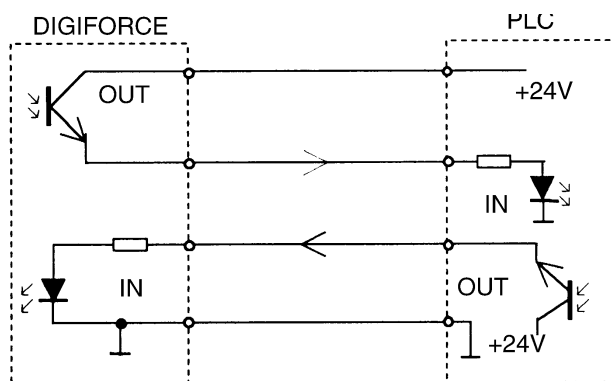 DIGIFORCE
PLC
OUT
+24V
IN
IN
OUT
+24V